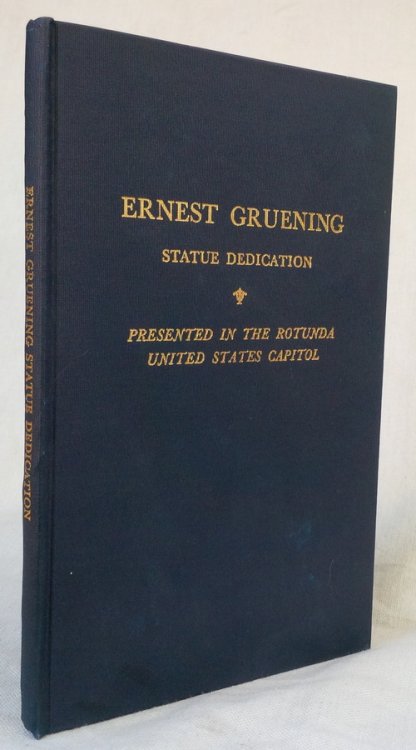 ERNEST GRUENING
STATUE DEDICATION
PRESENTED IN THE ROTUNDA
UNITED STATES CAPITOL
ERNEST GRUENING STATUE DEDICATION